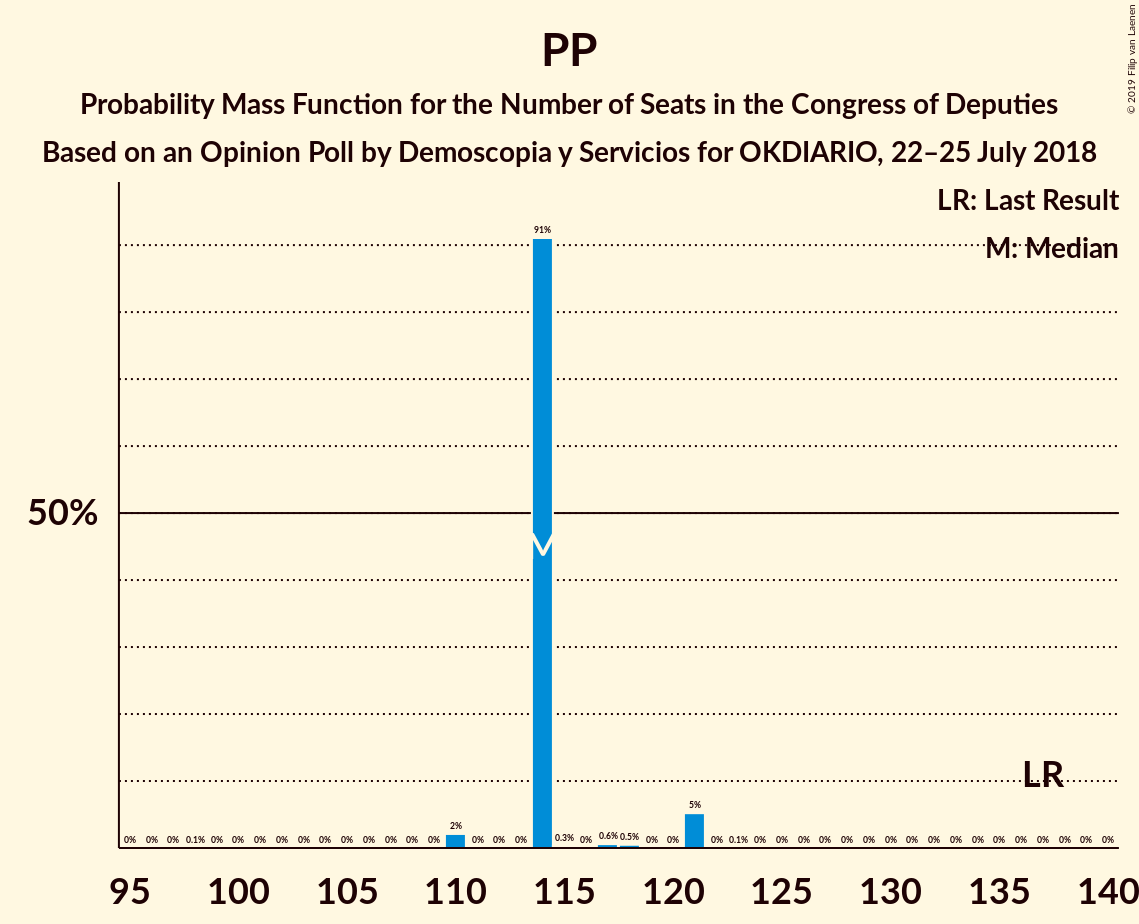 PP
Probability Mass Function for the Number of Seats in the Congress of Deputies
Based on an Opinion Poll by Demoscopia y Servicios for OKDIARIO, 22–25 July 2018
© 2019 Filip van Laenen
LR: Last Result
M: Median
91%
50%
LR
5%
2%
0% 0% 0% 0.1% 0% 0% 0% 0% 0% 0% 0% 0% 0% 0% 0% 0% 0% 0% 0.3% 0% 0.6% 0.5% 0% 0% 0% 0.1% 0% 0% 0% 0% 0% 0% 0% 0% 0% 0% 0% 0% 0% 0% 0% 0% 0%
95 100 105 110 115 120 125 130 135 140